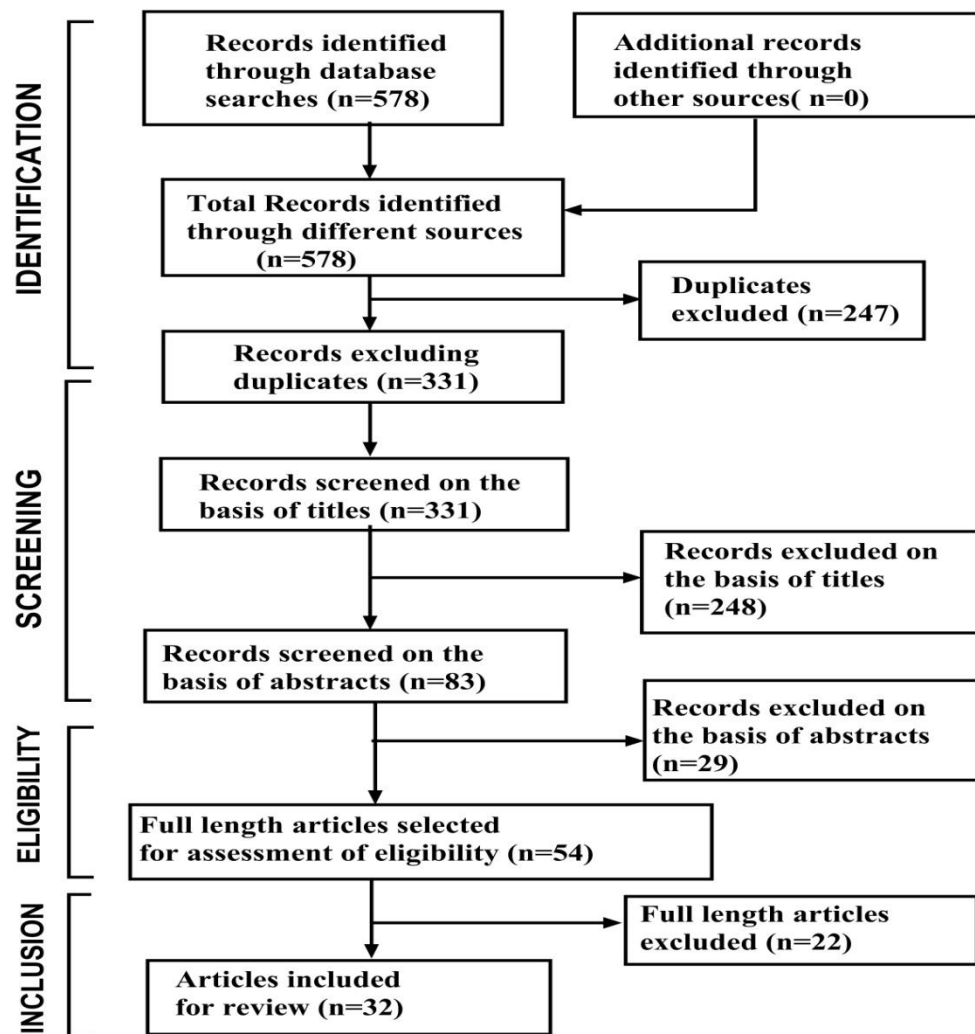 IDENTIFICATION
Records identified
through database
searches (n=578)
Additional records
identified through
other sources( n=0)
Total Records identified
through different sources
(n=578)
Duplicates
excluded (n=247)
Records excluding
duplicates (n=331)
SCREENING
Records screened on the
basis of titles (n=331)
Records excluded on
the basis of titles
(n=248)
Records screened on the
basis of abstracts (n=83)
ELIGIBILITY
Records excluded on
the basis of abstracts
(n=29)
Full length articles selected
for assessment of eligibility (n=54)
INCLUSION
Full length articles
excluded (n=22)
Articles included
for review (n=32)